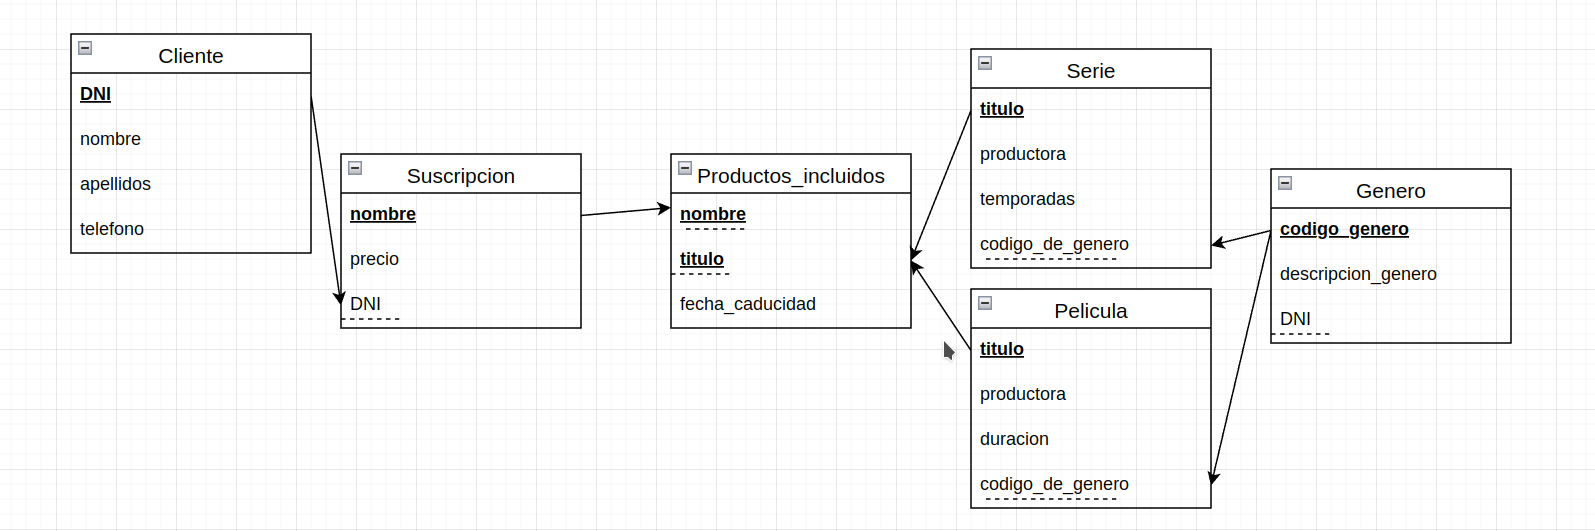 Cliente
DNI
nombre
apellidos
telefono
Suscripcion
nombre
precio
DNI
Productos_incluidos
nombre
titulo
fecha_caducidad
Serie
titulo
productora
temporadas
codigo_de_genero
Pelicula
titulo
productora
duracion
codigo_de_genero
Genero
codigo_genero
descripcion_genero
DNI